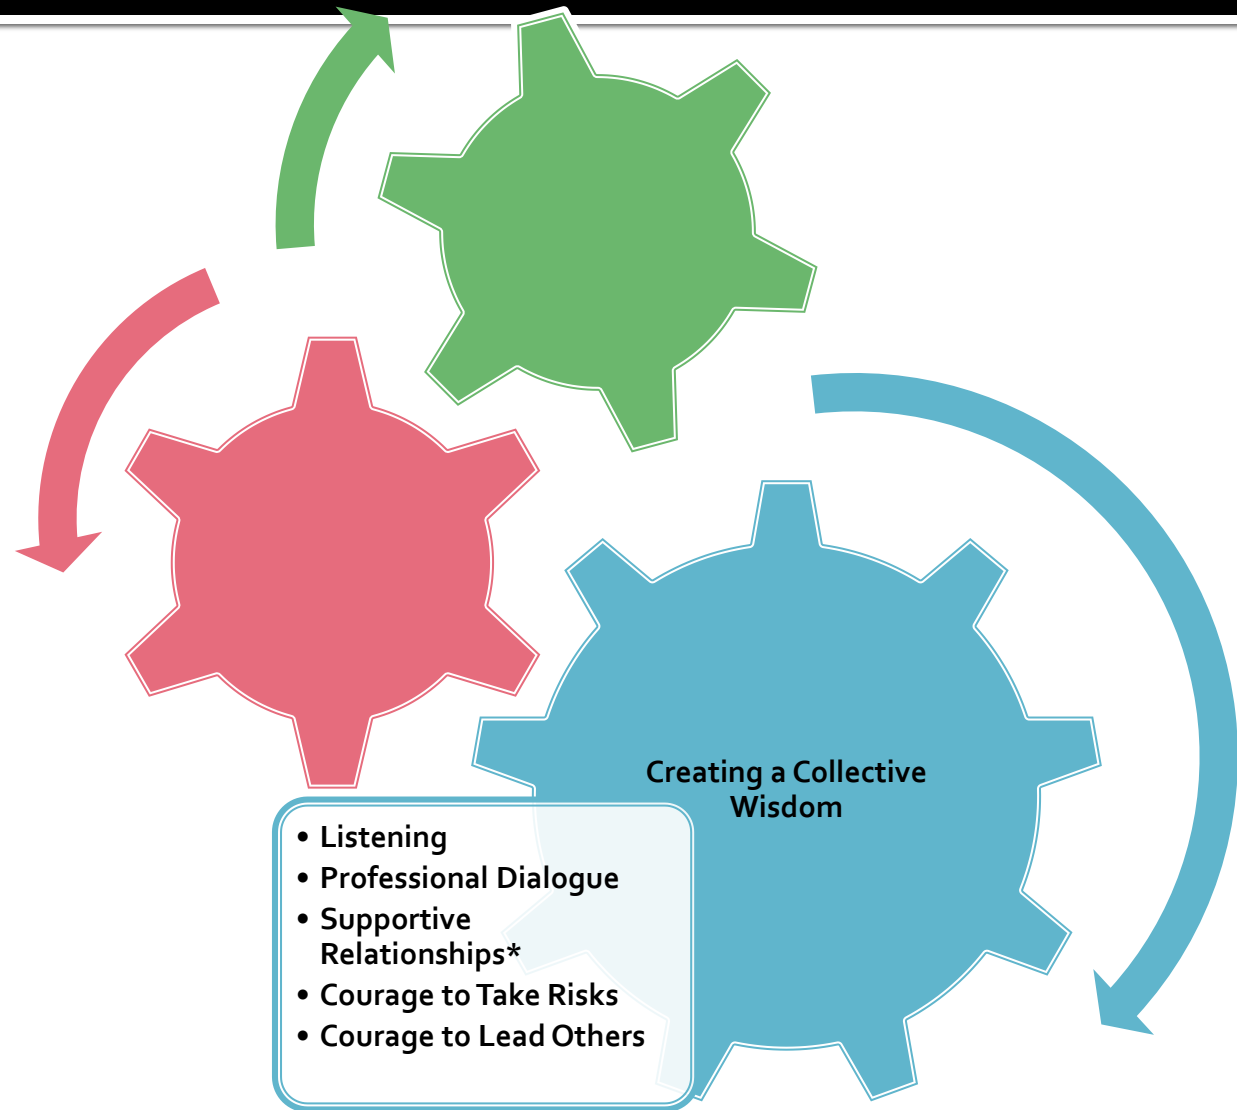 Creating a Collective
Wisdom
• Listening
• Professional Dialogue
• Supportive
Relationships*
• Courage to Take Risks
• Courage to Lead Others